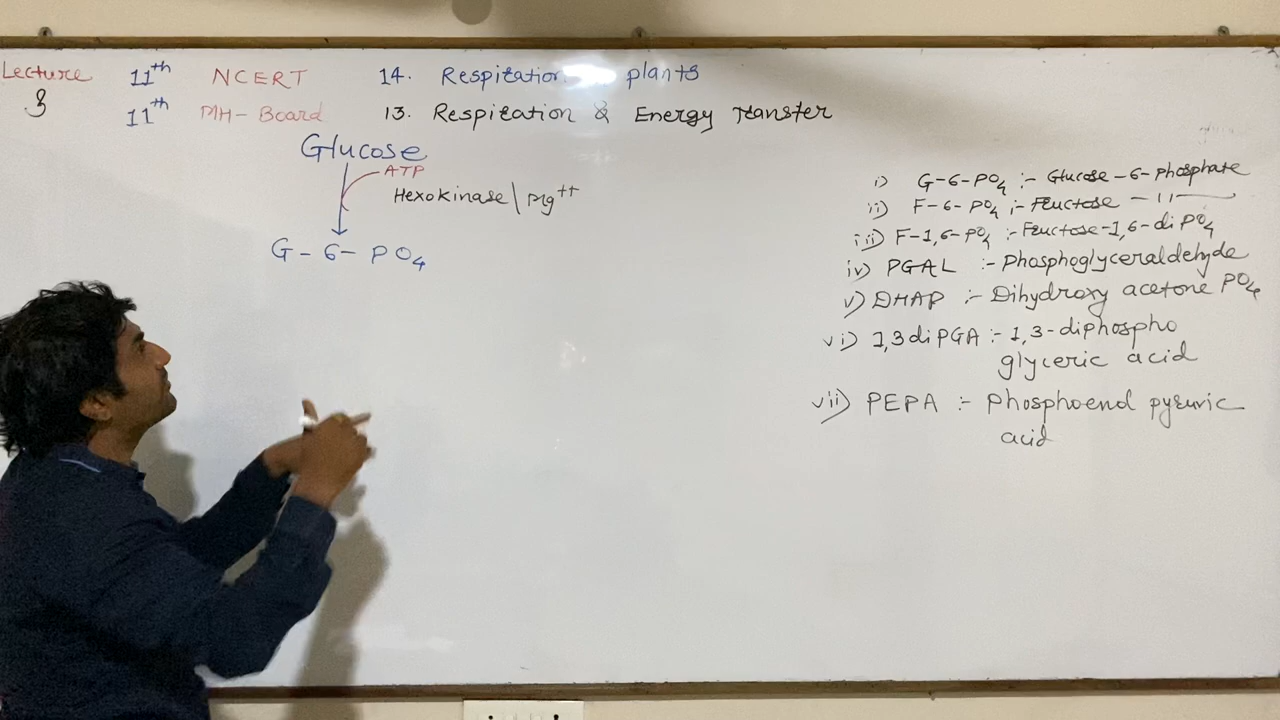 Lecture 11th NCERT 14. Respiration plants
3 11th MH-Board 13. Respiration & Energy Transfer
Glucose
ATP
Hexokinase \ Mg++
G-6-PO4
i) G-6-PO4 :- Glucose-6-phosphate
ii) F-6-PO4 :- Fructose -11-
iii) F-1,6-PO4 :- Fructose-1,6-di PO4
iv) PGAL :- Phosphoglyceraldehyde
v) DHAP :- Dihydroxy acetone PO4
vi) 1,3 di PGA :- 1,3-diphospho
glyceric acid
vii) PEPA :- Phosphoenol pyruvic
acid